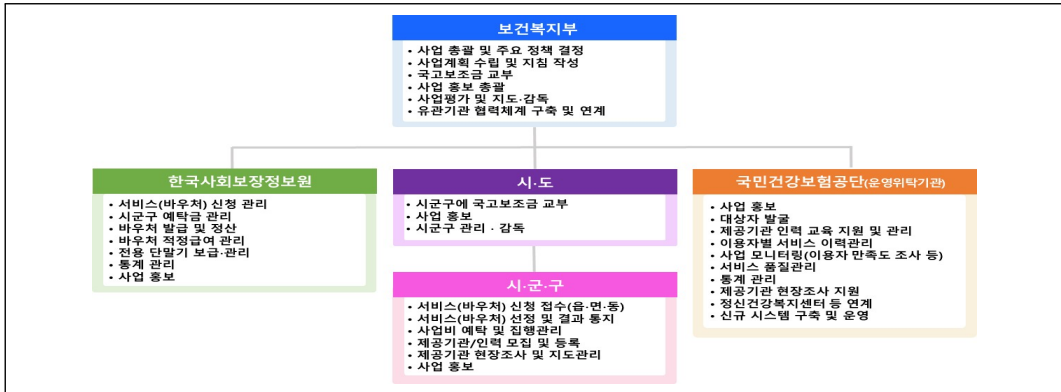 보건복지부
• 사업 총괄 및 주요 정책 결정
• 사업계획 수립 및 지침 작성
• 국고보조금 교부
• 사업 홍보 총괄
• 사업평가 및 지도·감독
• 유관기관 협력체계 구축 및 연계
한국사회보장정보원
• 서비스(바우처) 신청 관리
• 시군구 예탁금 관리
• 바우처 발급 및 정산
• 바우처 적정급여 관리
• 전용 단말기 보급·관리
• 통계 관리
• 사업 홍보
시·도
• 시군구에 국고보조금 교부
• 사업 홍보
• 시군구 관리 · 감독
시·군·구
• 서비스(바우처) 신청 접수(읍·면·동)
• 서비스(바우처) 선정 및 결과 통지
• 사업비 예탁 및 집행관리
• 제공기관/인력 모집 및 등록
• 제공기관 현장조사 및 지도관리
• 사업 홍보
국민건강보험공단(운영위탁기관)
• 사업 홍보
• 대상자 발굴
• 제공기관 인력 교육 지원 및 관리
• 이용자별 서비스 이력관리
• 사업 모니터링(이용자 만족도 조사 등)
• 서비스 품질관리
• 통계 관리
• 제공기관 현장조사 지원
• 정신건강복지센터 등 연계
• 신규 시스템 구축 및 운영